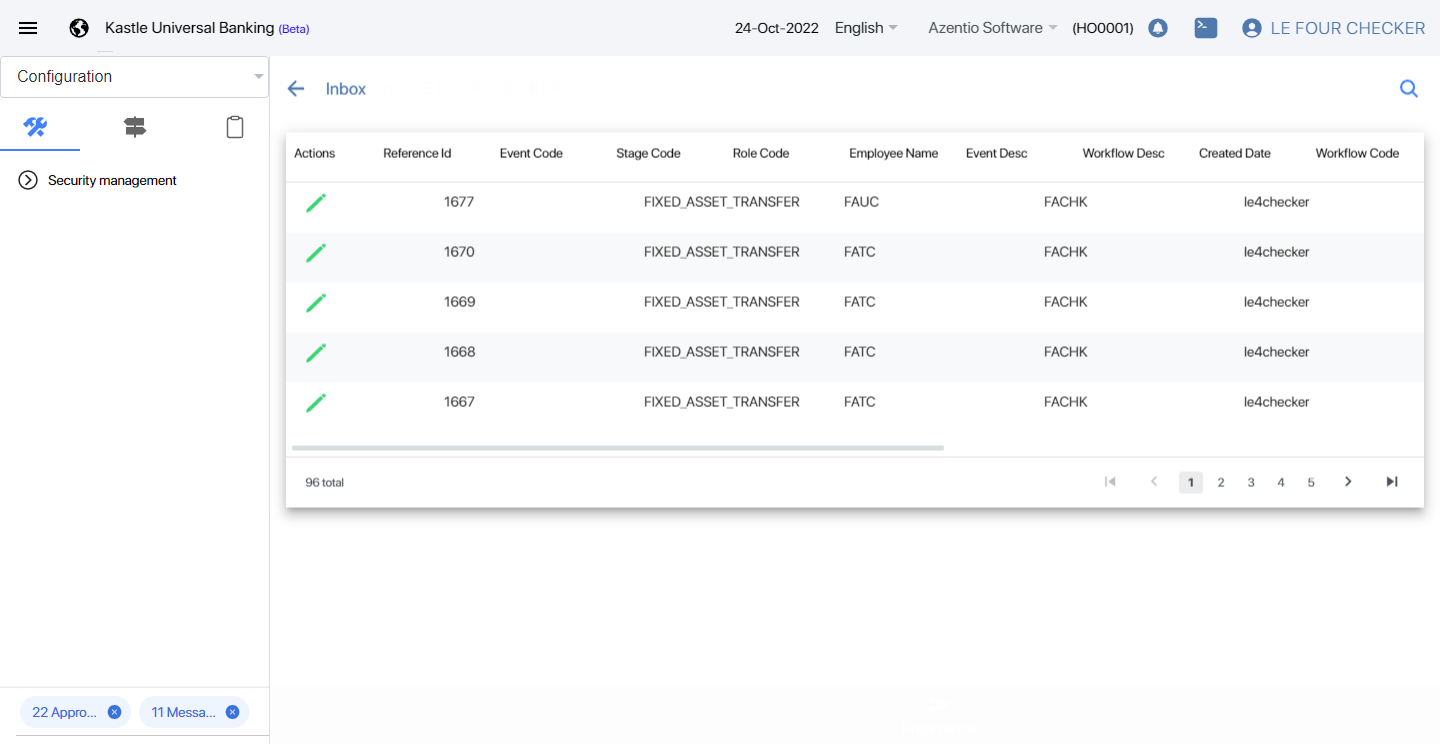 Kastle Universal Banking (Beta) 24-Oct-2022 English Azentio Software (HO0001) LE FOUR CHECKER
Configuration
Inbox
Security management
Actions Reference Id Event Code Stage Code Role Code Employee Name Event Desc Workflow Desc Created Date Workflow Code
1677 FIXED_ASSET_TRANSFER FAUC FACHK le4checker
1670 FIXED_ASSET_TRANSFER FATC FACHK le4checker
1669 FIXED_ASSET_TRANSFER FATC FACHK le4checker
1668 FIXED_ASSET_TRANSFER FATC FACHK le4checker
1667 FIXED_ASSET_TRANSFER FATC FACHK le4checker
96 total 1 2 3 4 5
22 Appro... 11 Messa...